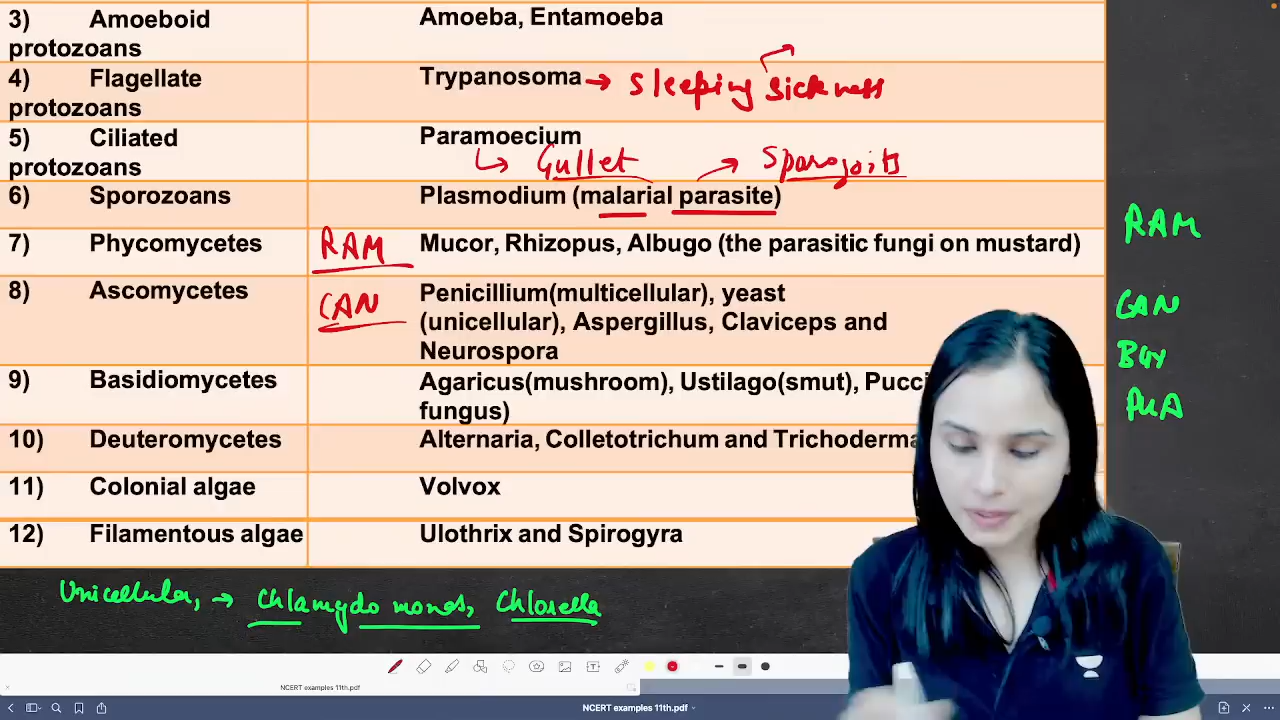 3) Amoeboid protozoans Amoeba, Entamoeba
4) Flagellate protozoans Trypanosoma → Sleeping sickness
5) Ciliated protozoans Paramoecium
↳ Gullet → Sporozoits
6) Sporozoans Plasmodium (malarial parasite)
RAM
7) Phycomycetes RAM Mucor, Rhizopus, Albugo (the parasitic fungi on mustard)
8) Ascomycetes CAN Penicillium(multicellular), yeast
(unicellular), Aspergillus, Claviceps and
Neurospora
CAN
9) Basidiomycetes Agaricus(mushroom), Ustilago(smut), Pucci
fungus)
10) Deuteromycetes Alternaria, Colletotrichum and Trichoderma
11) Colonial algae Volvox
12) Filamentous algae Ulothrix and Spirogyra
Unicellular, → Chlamydomonos, Chlorella
NCERT examples 11th.pdf
NCERT examples 11th.pdf